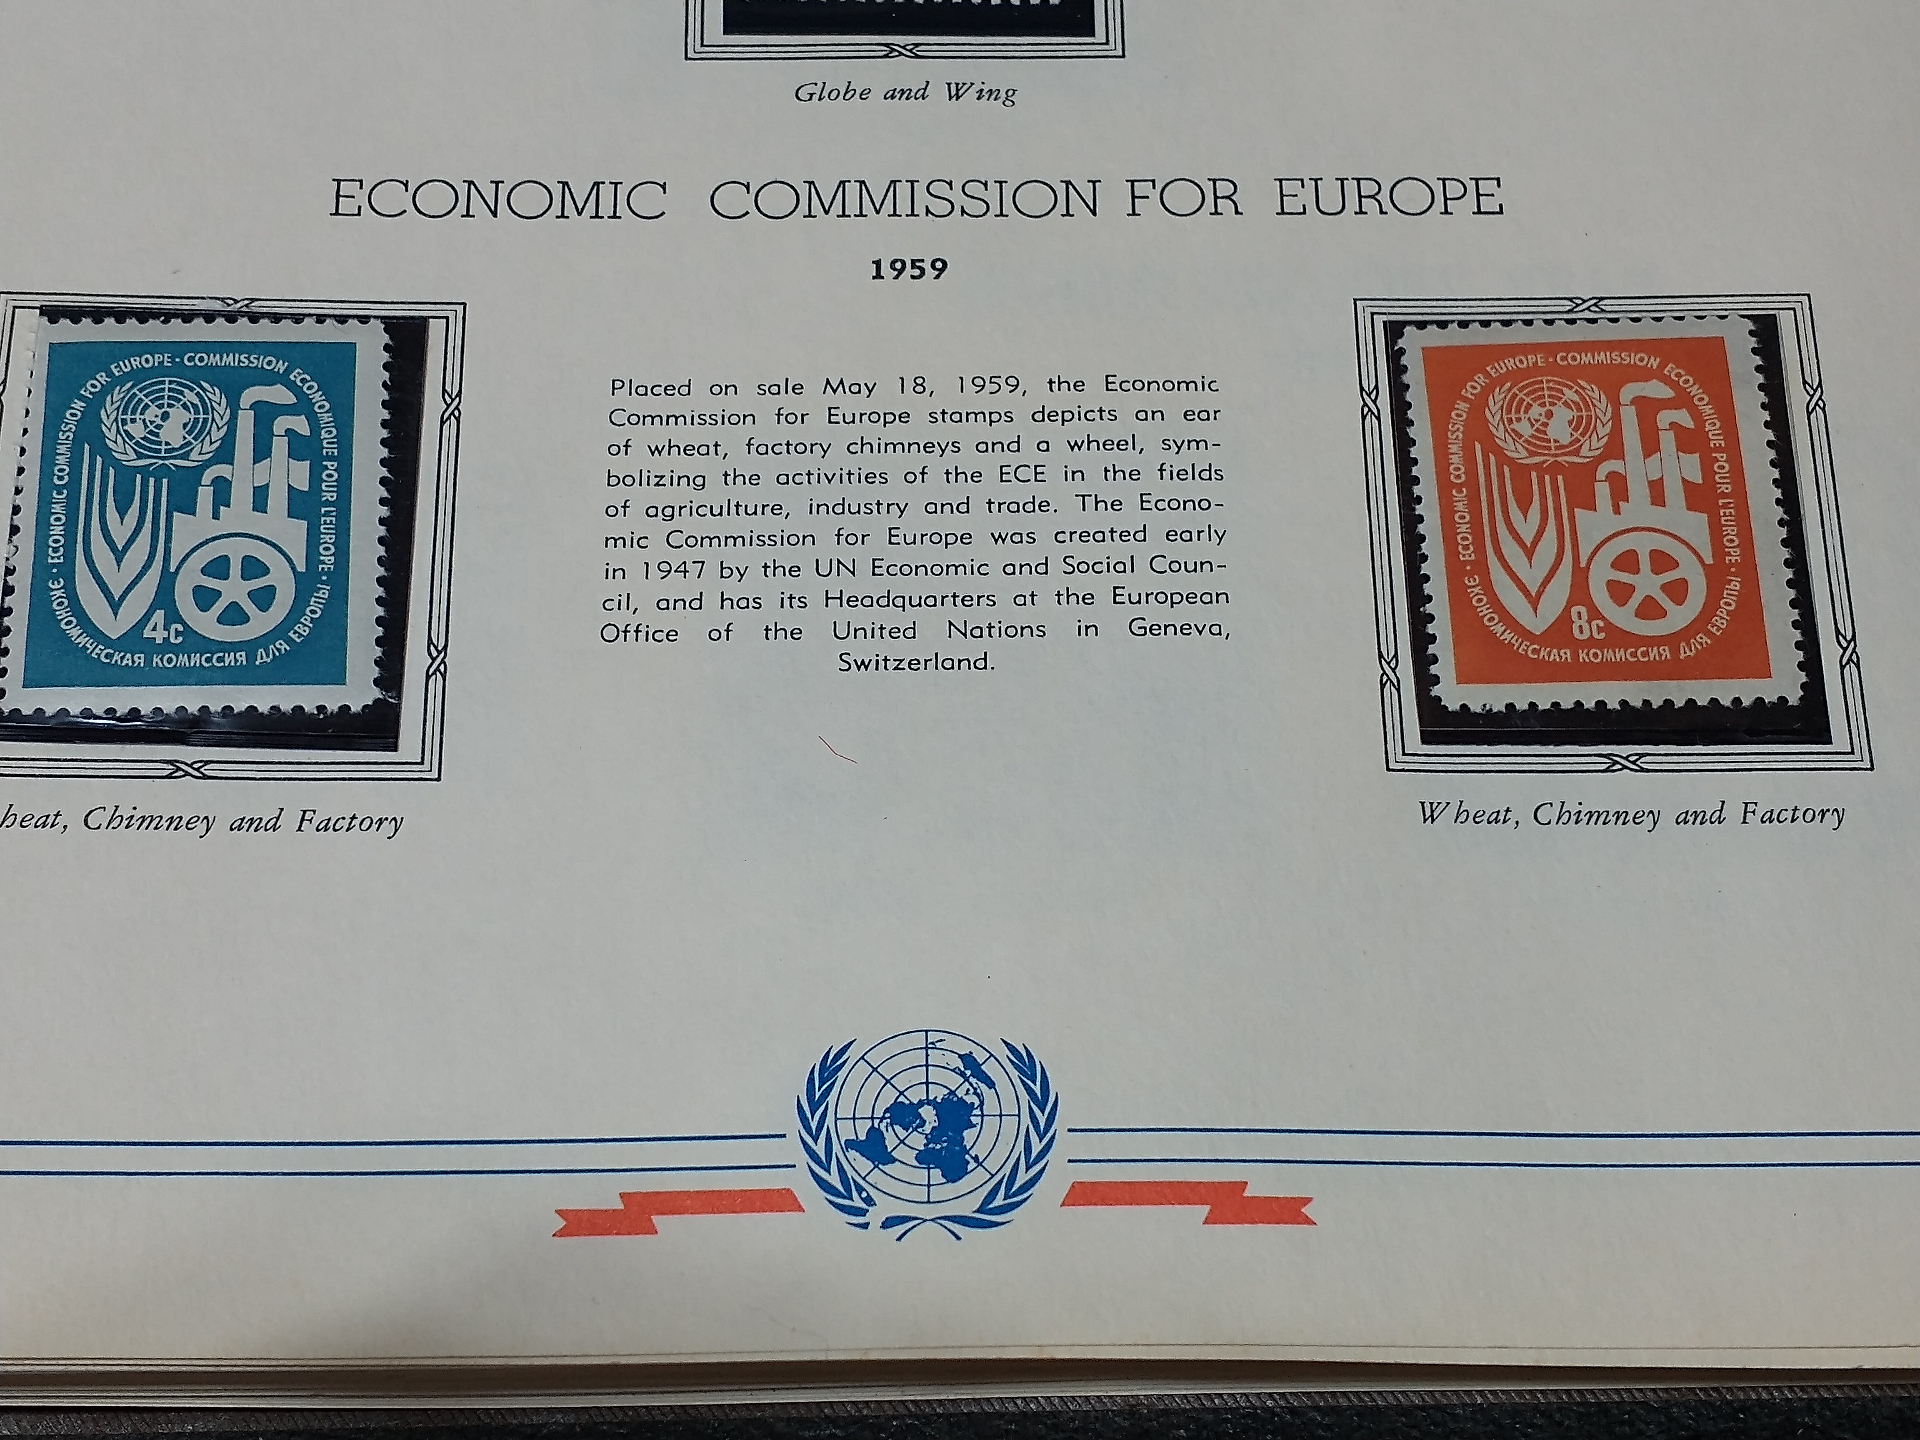 Globe and Wing
ECONOMIC COMMISSION FOR EUROPE
1959
ECONOMIC COMMISSION FOR EUROPE · COMMISSION ECONOMIQUE POUR L'EUROPE · ЭКОНОМИЧЕСКАЯ КОМИССИЯ ДЛЯ ЕВРОПЫ ·
4c
Placed on sale May 18, 1959, the Economic
Commission for Europe stamps depicts an ear
of wheat, factory chimneys and a wheel, sym-
bolizing the activities of the ECE in the fields
of agriculture, industry and trade. The Econo-
mic Commission for Europe was created early
in 1947 by the UN Economic and Social Coun-
cil, and has its Headquarters at the European
Office of the United Nations in Geneva,
Switzerland.
ECONOMIC COMMISSION FOR EUROPE · COMMISSION ECONOMIQUE POUR L'EUROPE · ЭКОНОМИЧЕСКАЯ КОМИССИЯ ДЛЯ ЕВРОПЫ ·
8c
heat, Chimney and Factory
Wheat, Chimney and Factory